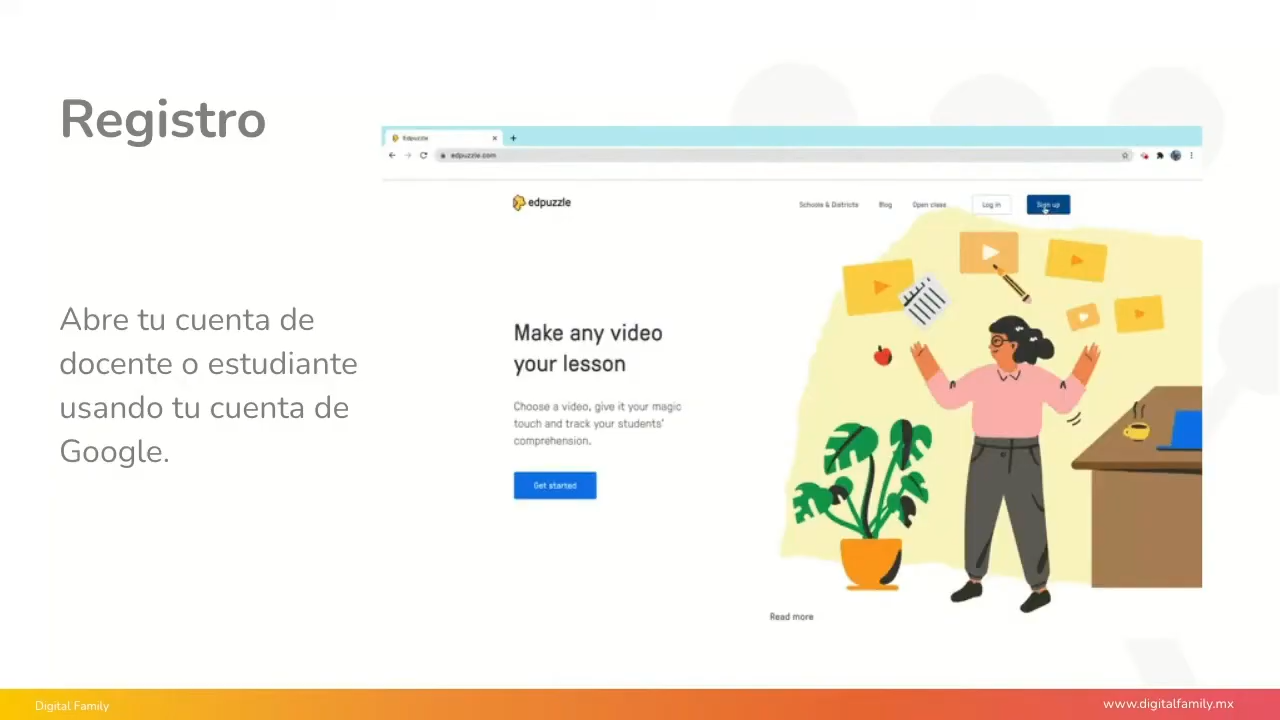 Registro
Abre tu cuenta de
docente o estudiante
usando tu cuenta de
Google.
Edpuzzle
edpuzzle.com
edpuzzle
Schools & Districts
Blog
Open class
Log in
Sign up
Make any video
your lesson
Choose a video, give it your magic
touch and track your students'
comprehension.
Get started
Read more
Digital Family
www.digitalfamily.mx